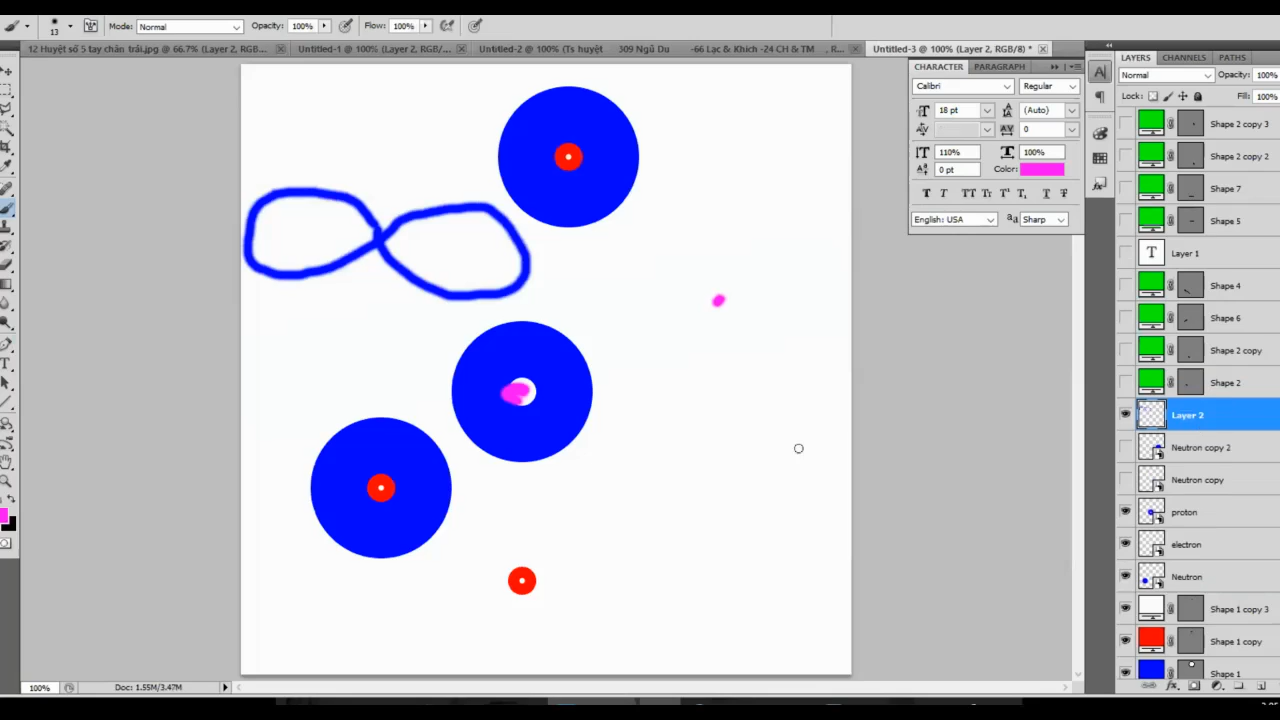 13 Mode: Normal Opacity: 100% Flow: 100%
12 Huyệt số 5 tay chân trái.jpg @ 66.7% (Layer 2, RGB/... Untitled-1 @ 100% (Layer 2, RGB/... Untitled-2 @ 100% (Ts huyệt 309 Ngũ Du -66 Lạc & Khích -24 CH & TM , R... Untitled-3 @ 100% (Layer 2, RGB/8) *
CHARACTER PARAGRAPH
Calibri Regular
18 pt (Auto)
0
110% 100%
0 pt Color:
T T TT Tr T¹ T, T T
English: USA aa Sharp
LAYERS CHANNELS PATHS
Normal Opacity: 100%
Lock: Fill: 100%
Shape 2 copy 3
Shape 2 copy 2
Shape 7
Shape 5
T Layer 1
Shape 4
Shape 6
Shape 2 copy
Shape 2
Layer 2
Neutron copy 2
Neutron copy
proton
electron
Neutron
Shape 1 copy 3
Shape 1 copy
Shape 1
100% Doc: 1.55M/3.47M